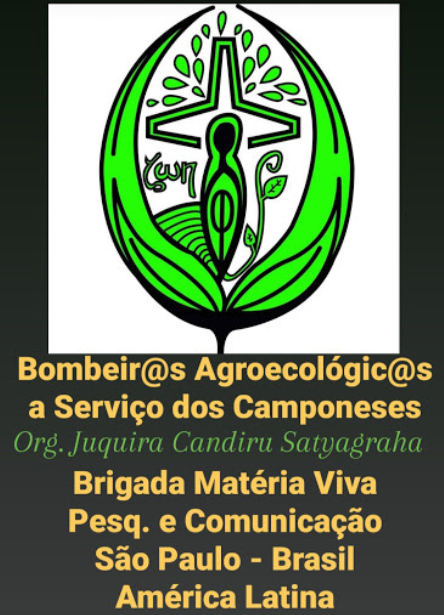 ζωη
Bombeir@s Agroecológic@s
a Serviço dos Camponeses
Org. Juquira Candiru Satyagraha
Brigada Matéria Viva
Pesq. e Comunicação
São Paulo - Brasil
América Latina